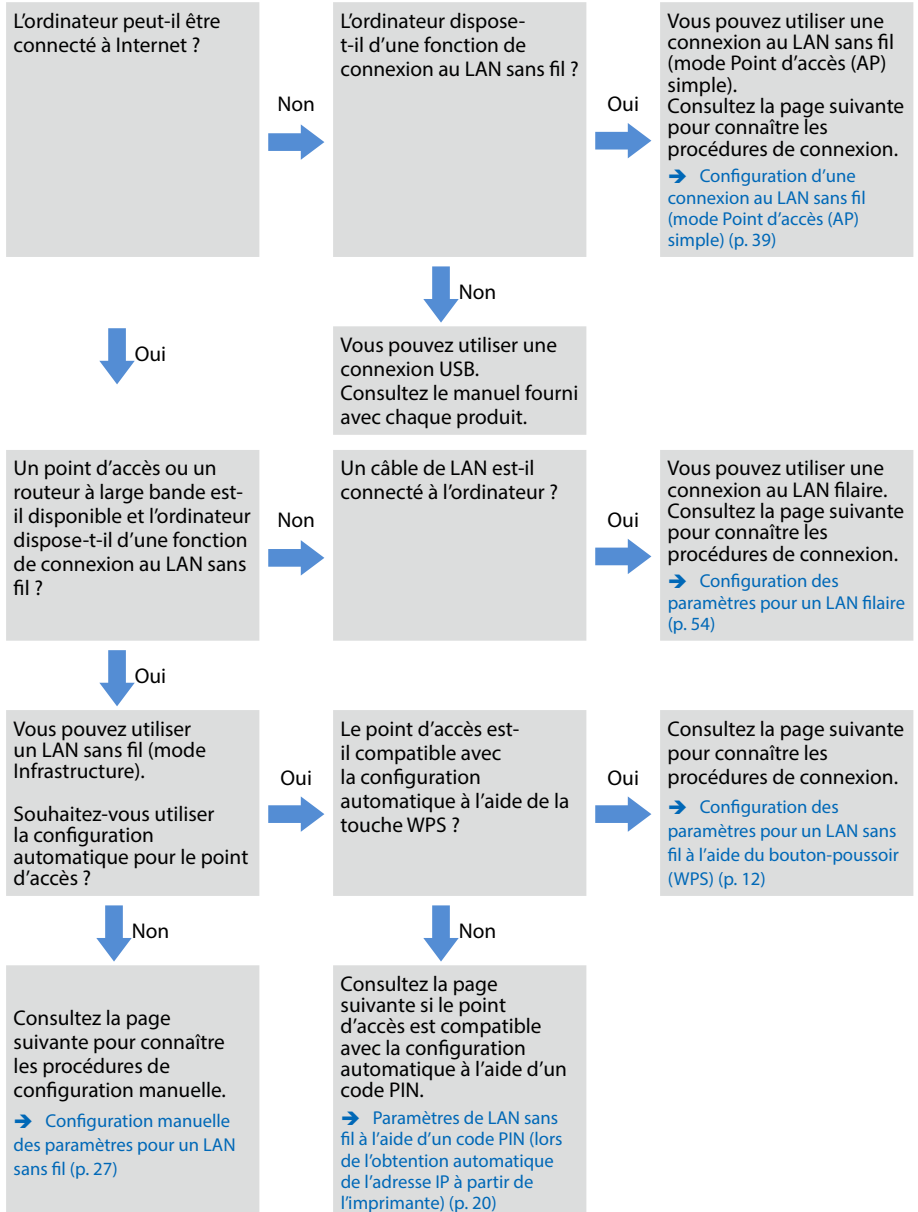 L'ordinateur peut-il être
connecté à Internet ?
Non
L'ordinateur dispose-
t-il d'une fonction de
connexion au LAN sans fil ?
Oui
Vous pouvez utiliser une
connexion au LAN sans fil
(mode Point d'accès (AP)
simple).
Consultez la page suivante
pour connaître les
procédures de connexion.
➔ Configuration d'une
connexion au LAN sans fil
(mode Point d'accès (AP)
simple) (p. 39)
Oui
Non
Vous pouvez utiliser une
connexion USB.
Consultez le manuel fourni
avec chaque produit.
Un point d'accès ou un
routeur à large bande est-
il disponible et l'ordinateur
dispose-t-il d'une fonction
de connexion au LAN sans
fil ?
Non
Un câble de LAN est-il
connecté à l'ordinateur ?
Oui
Vous pouvez utiliser une
connexion au LAN filaire.
Consultez la page suivante
pour connaître les
procédures de connexion.
➔ Configuration des
paramètres pour un LAN filaire
(p. 54)
Oui
Vous pouvez utiliser
un LAN sans fil (mode
Infrastructure).
Souhaitez-vous utiliser
la configuration
automatique pour le point
d'accès ?
Oui
Le point d'accès est-
il compatible avec
la configuration
automatique à l'aide de la
touche WPS ?
Oui
Consultez la page suivante
pour connaître les
procédures de connexion.
➔ Configuration des
paramètres pour un LAN sans
fil à l'aide du bouton-poussoir
(WPS) (p. 12)
Non
Non
Consultez la page
suivante pour connaître
les procédures de
configuration manuelle.
➔ Configuration manuelle
des paramètres pour un LAN
sans fil (p. 27)
Consultez la page
suivante si le point
d'accès est compatible
avec la configuration
automatique à l'aide d'un
code PIN.
➔ Paramètres de LAN sans
fil à l'aide d'un code PIN (lors
de l'obtention automatique
de l'adresse IP à partir de
l'imprimante) (p. 20)